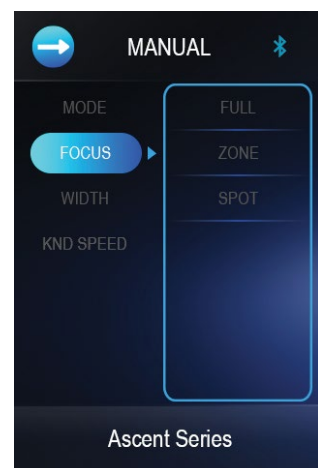 MANUAL
MODE
FOCUS
WIDTH
KND SPEED
FULL
ZONE
SPOT
Ascent Series